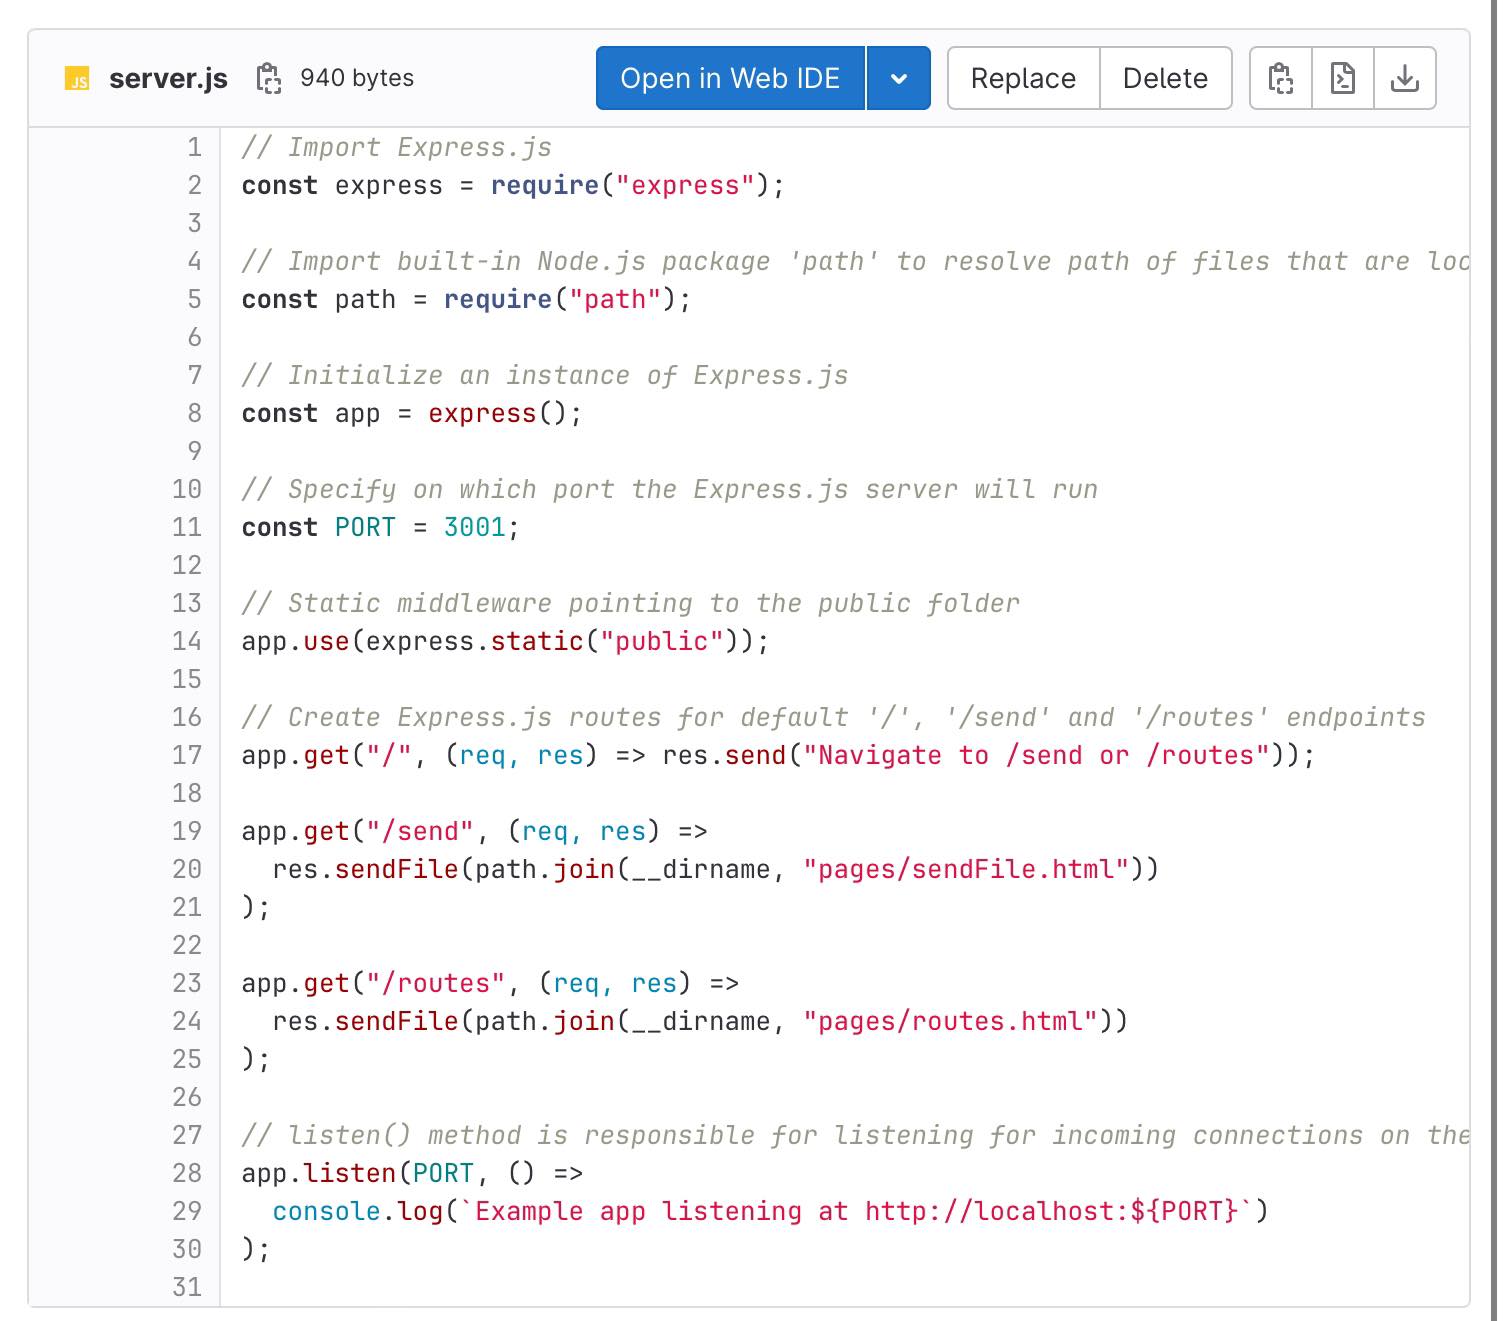 JS server.js 940 bytes Open in Web IDE Replace Delete
1 // Import Express.js
2 const express = require("express");
3
4 // Import built-in Node.js package 'path' to resolve path of files that are loc
5 const path = require("path");
6
7 // Initialize an instance of Express.js
8 const app = express();
9
10 // Specify on which port the Express.js server will run
11 const PORT = 3001;
12
13 // Static middleware pointing to the public folder
14 app.use(express.static("public"));
15
16 // Create Express.js routes for default '/', '/send' and '/routes' endpoints
17 app.get("/", (req, res) => res.send("Navigate to /send or /routes"));
18
19 app.get("/send", (req, res) =>
20   res.sendFile(path.join(__dirname, "pages/sendFile.html"))
21 );
22
23 app.get("/routes", (req, res) =>
24   res.sendFile(path.join(__dirname, "pages/routes.html"))
25 );
26
27 // listen() method is responsible for listening for incoming connections on the
28 app.listen(PORT, () =>
29   console.log(`Example app listening at http://localhost:${PORT}`)
30 );
31